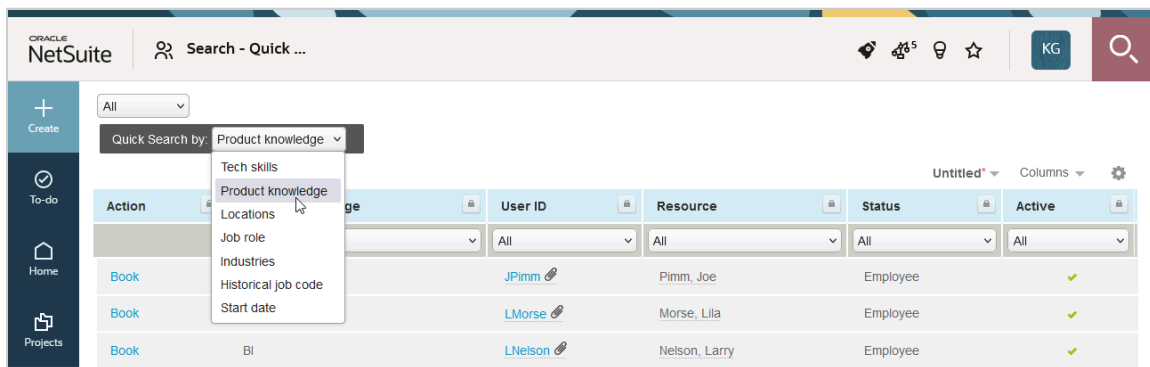 ORACLE
NetSuite
Search - Quick ...
5
KG
Create
All
Quick Search by: Product knowledge
Tech skills
Product knowledge
Locations
Job role
Industries
Historical job code
Start date
Untitled* Columns
To-do
Action ge User ID Resource Status Active
All All All All
Home
Book JPimm Pimm, Joe Employee
Book LMorse Morse, Lila Employee
Projects
Book BI LNelson Nelson, Larry Employee